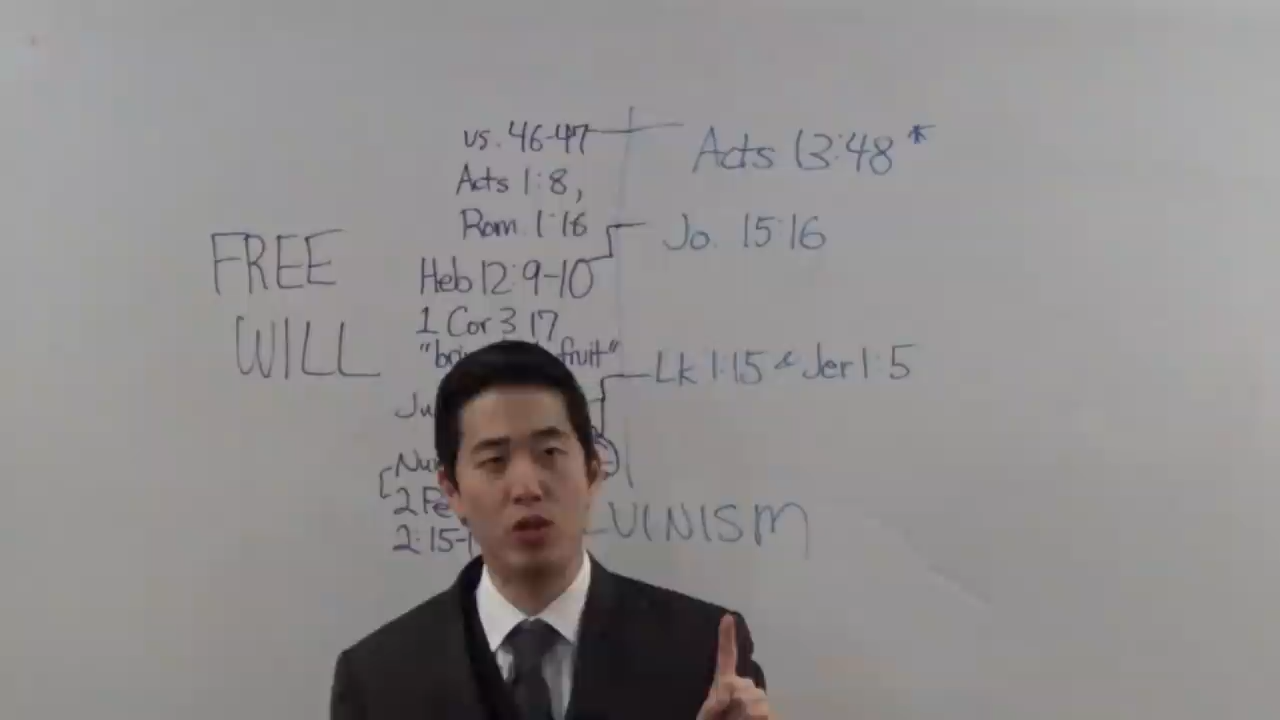 vs. 46-47
Acts 1:8,
Rom. 1:16
Heb 12:9-10
1 Cor 3 17
fruit"
2:15-
FREE
WILL
Acts 13:48*
Jo. 15:16
Lk 1:15 & Jer 1:5
VINISM